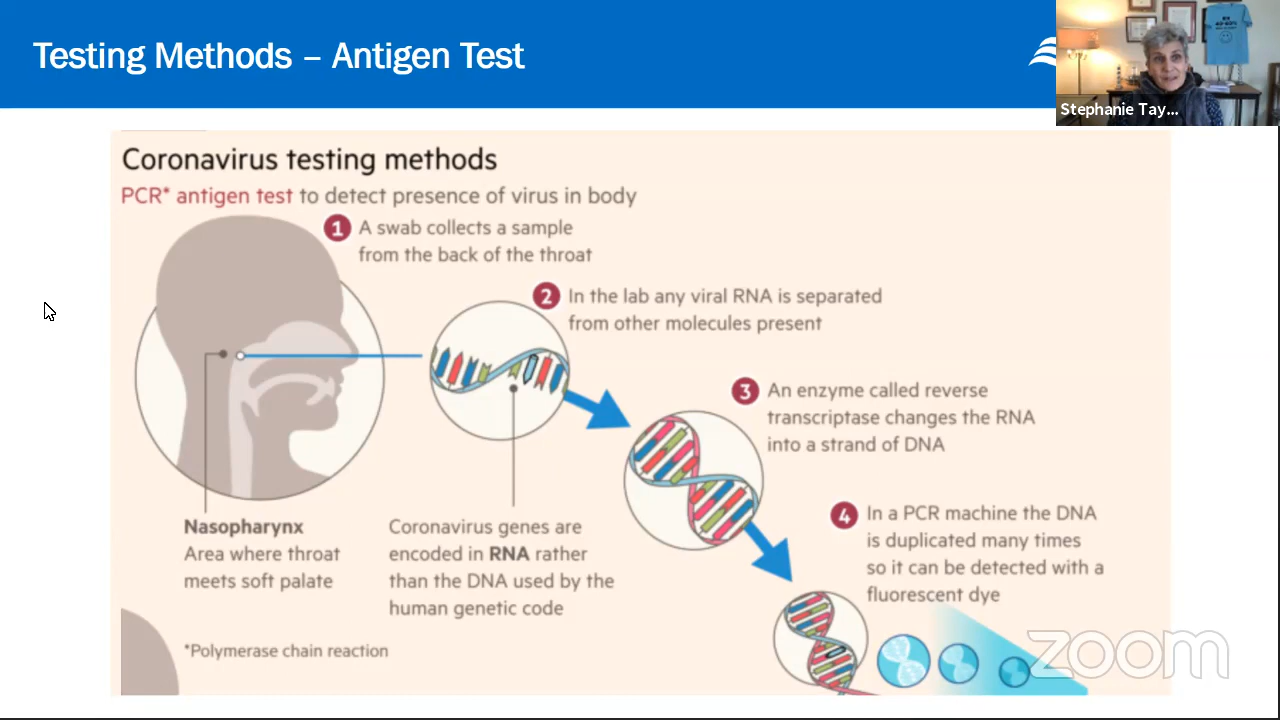 Testing Methods – Antigen Test
Stephanie Tay...
Coronavirus testing methods
PCR* antigen test to detect presence of virus in body
1 A swab collects a sample
from the back of the throat
2 In the lab any viral RNA is separated
from other molecules present
3 An enzyme called reverse
transcriptase changes the RNA
into a strand of DNA
4 In a PCR machine the DNA
is duplicated many times
so it can be detected with a
fluorescent dye
Nasopharynx
Area where throat
meets soft palate
Coronavirus genes are
encoded in RNA rather
than the DNA used by the
human genetic code
*Polymerase chain reaction
zoom